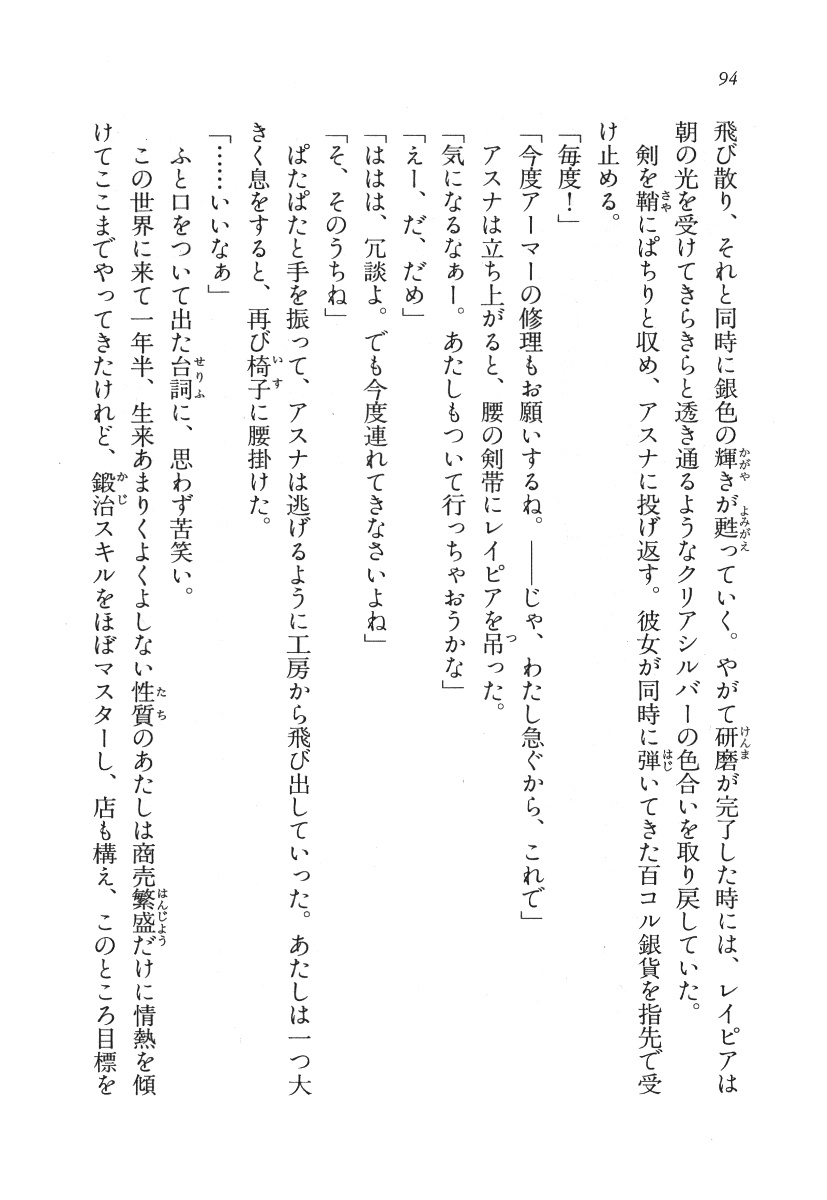 94
飛び散り、それと同時に銀色の輝きが甦っていく。やがて研磨が完了した時には、レイピアは
朝の光を受けてきらきらと透き通るようなクリアシルバーの色合いを取り戻していた。
剣を鞘にぱちりと収め、アスナに投げ返す。彼女が同時に弾いてきた百コル銀貨を指先で受
け止める。
「毎度！」
「今度アーマーの修理もお願いするね。――じゃ、わたし急ぐから、これで」
アスナは立ち上がると、腰の剣帯にレイピアを吊った。
「気になるなぁー。あたしもついて行っちゃおうかな」
「えー、だ、だめ」
「ははは、冗談よ。でも今度連れてきなさいよね」
「そ、そのうちね」
ぱたぱたと手を振って、アスナは逃げるように工房から飛び出していった。あたしは一つ大
きく息をすると、再び椅子に腰掛けた。
「……いいなぁ」
ふと口をついて出た台詞に、思わず苦笑い。
この世界に来て一年半、生来あまりくよくよしない性質のあたしは商売繁盛だけに情熱を傾
けてここまでやってきたけれど、鍛治スキルをほぼマスターし、店も構え、このところ目標を